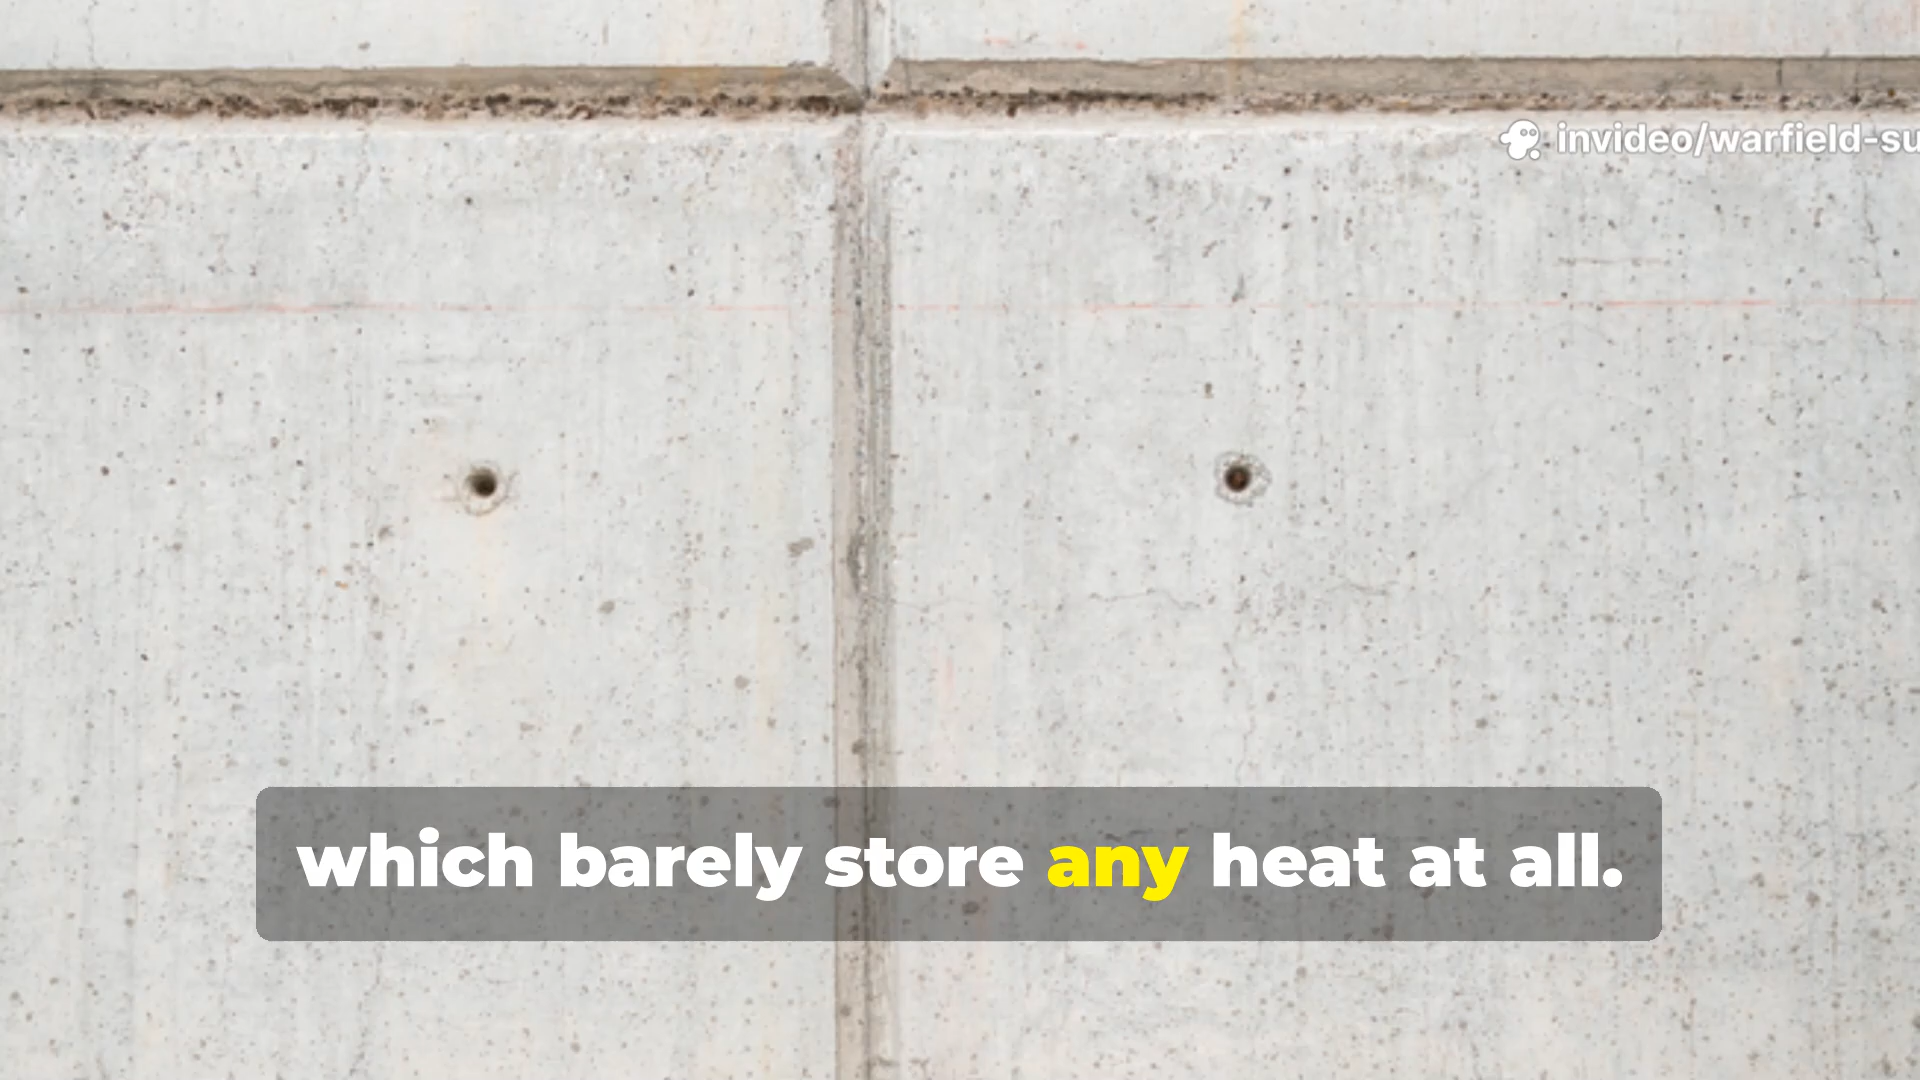 invideo/warfield-su
which barely store any heat at all.